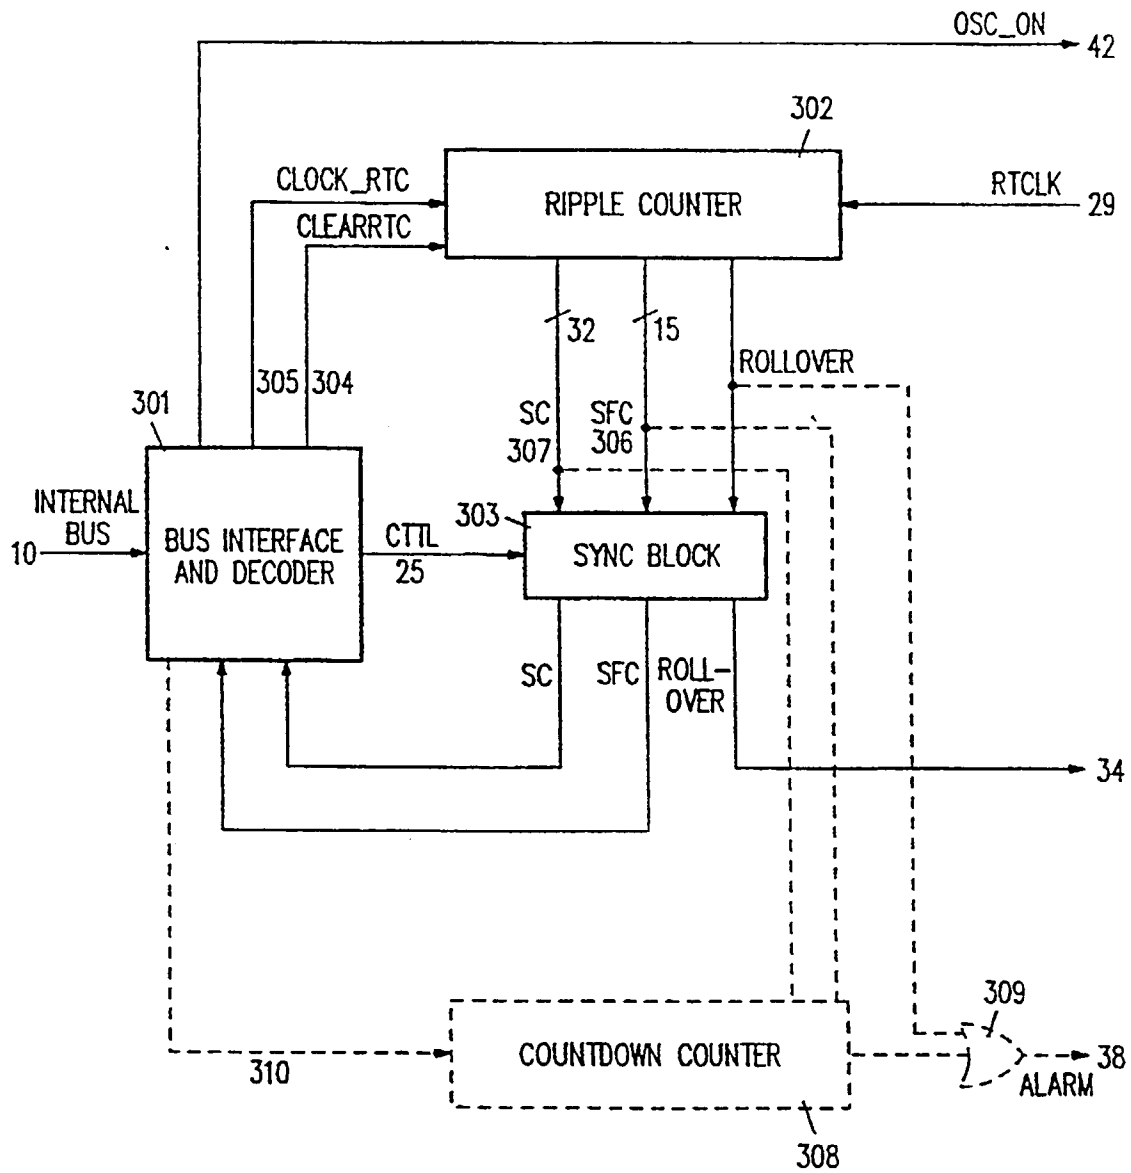 OSC_ON
42
302
CLOCK_RTC
RIPPLE COUNTER
RTCLK
29
CLEARRTC
32
15
305
304
ROLLOVER
301
SC
307
SFC
306
INTERNAL
BUS
10
BUS INTERFACE
AND DECODER
CTTL
25
303
SYNC BLOCK
SC
SFC
ROLL-
OVER
34
309
COUNTDOWN COUNTER
310
38
ALARM
308